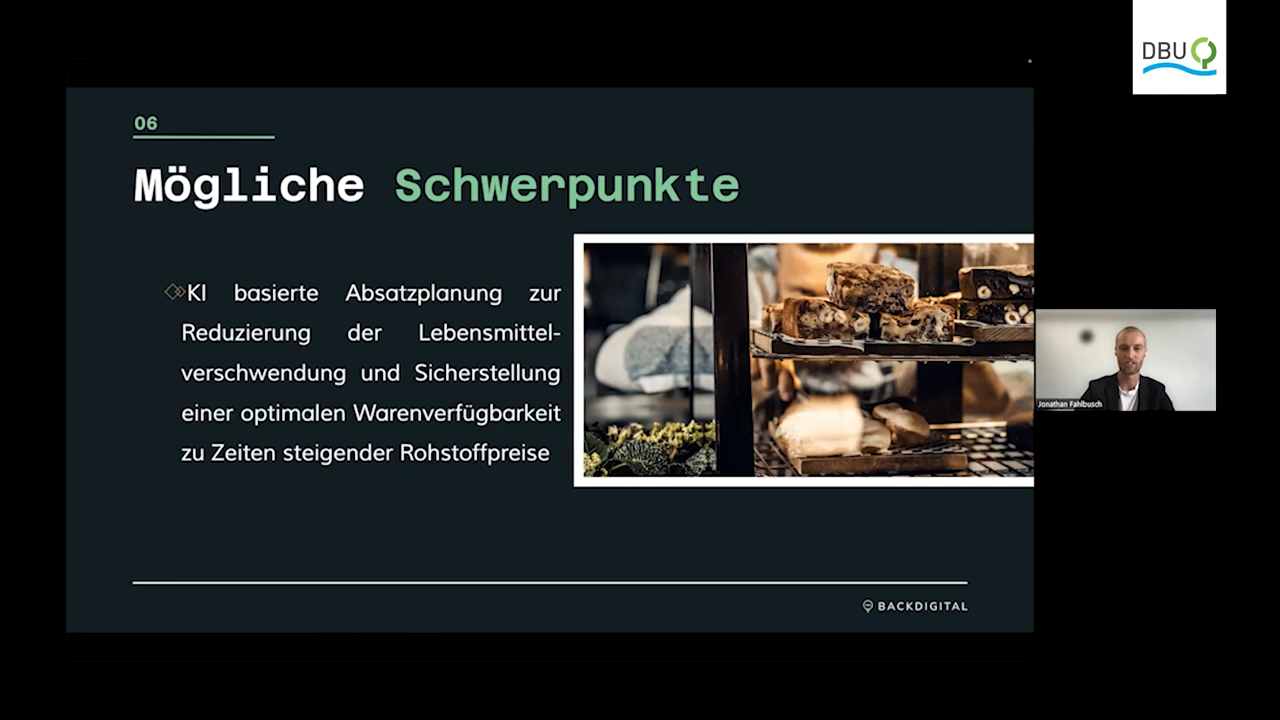 DBU
06
Mögliche Schwerpunkte
KI basierte Absatzplanung zur
Reduzierung der Lebensmittel-
verschwendung und Sicherstellung
einer optimalen Warenverfügbarkeit
zu Zeiten steigender Rohstoffpreise
Jonathan Fahlbusch
BACKDIGITAL